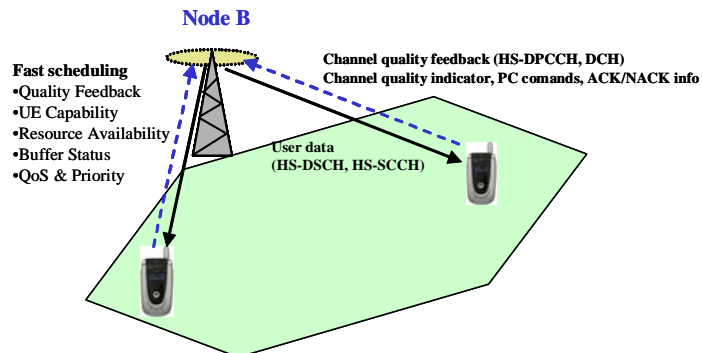 Node B
Channel quality feedback (HS-DPCCH, DCH)
Channel quality indicator, PC comands, ACK/NACK info
Fast scheduling
•Quality Feedback
•UE Capability
•Resource Availability
•Buffer Status
•QoS & Priority
User data
(HS-DSCH, HS-SCCH)